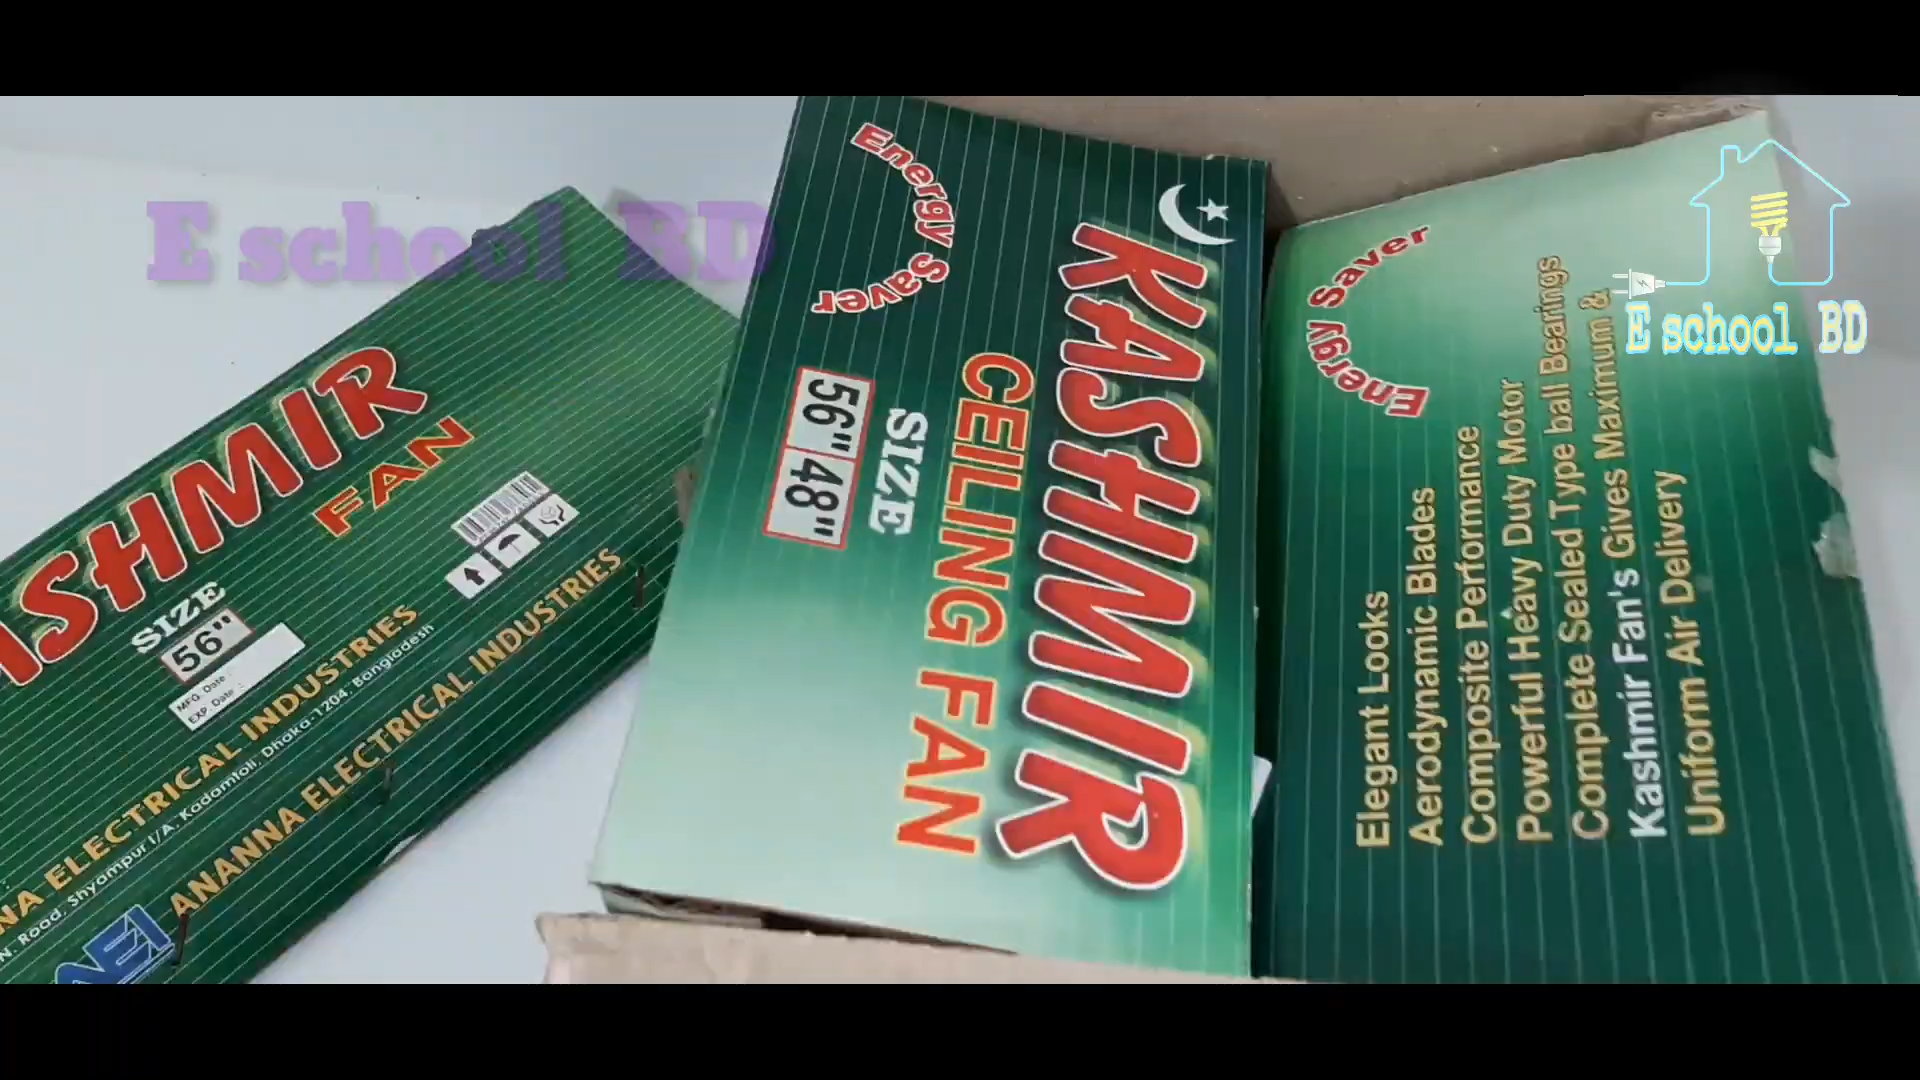 E school BD
ASHMIR
FAN
SIZE
56"
MFG. Date :
EXP. Date :
NA ELECTRICAL INDUSTRIES
N. Road, Shyampur I/A, Kadamtoli, Dhaka-1204, Bangladesh
AEI ANANNA ELECTRICAL INDUSTRIES
KASHMIR
CEILING FAN
SIZE
56" 48"
Energy Saver
Energy Saver
Elegant Looks
Aerodynamic Blades
Composite Performance
Powerful Heavy Duty Motor
Complete Sealed Type ball Bearings
Kashmir Fan's Gives Maximum &
Uniform Air Delivery
E school BD